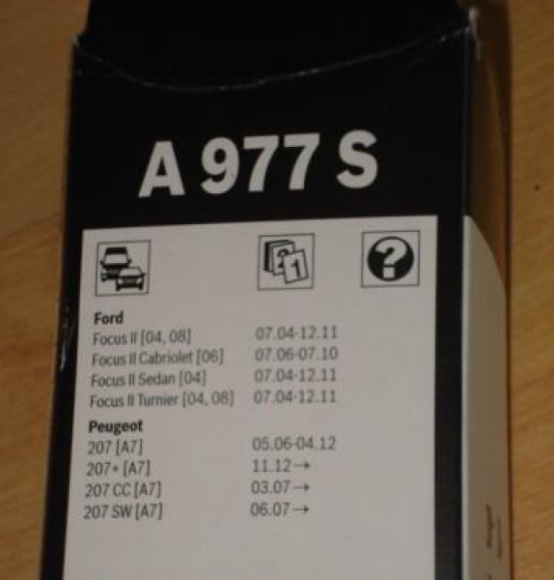 A 977 S
Ford
Focus II [04, 08] 07.04-12.11
Focus II Cabriolet [06] 07.06-07.10
Focus II Sedan [04] 07.04-12.11
Focus II Turnier [04, 08] 07.04-12.11
Peugeot
207 [A7] 05.06-04.12
207+ [A7] 11.12→
207 CC [A7] 03.07→
207 SW [A7] 06.07→